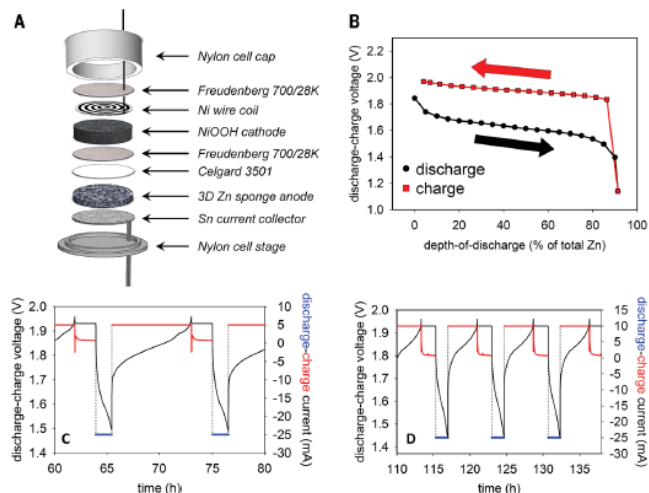 A
Nylon cell cap
Freudenberg 700/28K
Ni wire coil
NiOOH cathode
Freudenberg 700/28K
Celgard 3501
3D Zn sponge anode
Sn current collector
Nylon cell stage
B
discharge-charge voltage (V)
2.2
2.0
1.8
1.6
1.4
1.2
1.0
discharge
charge
0 20 40 60 80 100
depth-of-discharge (% of total Zn)
discharge-charge voltage (V)
2.0
1.9
1.8
1.7
1.6
1.5
1.4
C
60 65 70 75 80
time (h)
10
5
0
-5
-10
-15
-20
-25
-30
discharge-charge current (mA)
discharge-charge voltage (V)
2.0
1.9
1.8
1.7
1.6
1.5
1.4
D
110 115 120 125 130 135
time (h)
15
10
5
0
-5
-10
-15
-20
-25
-30
discharge-charge current (mA)